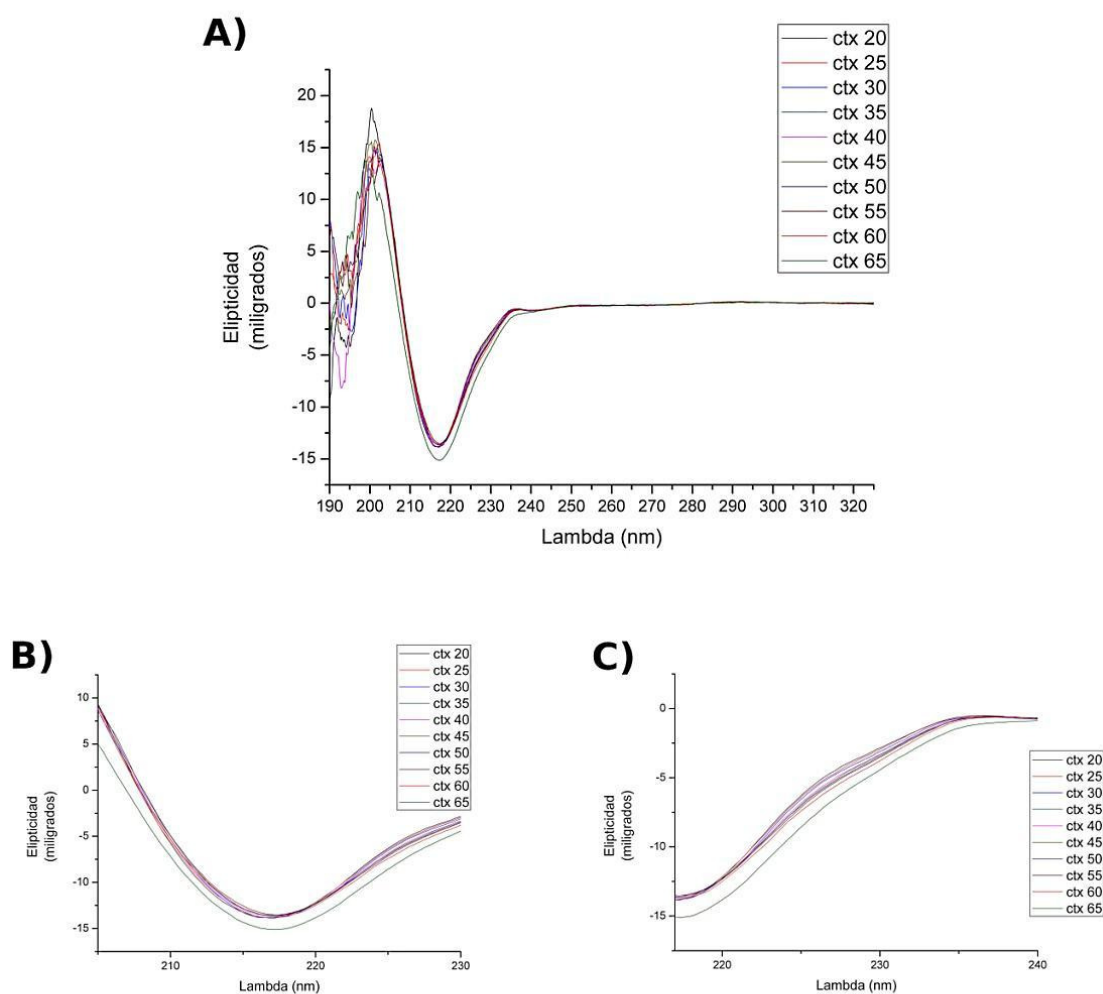 A)
ctx 20
ctx 25
ctx 30
ctx 35
ctx 40
ctx 45
ctx 50
ctx 55
ctx 60
ctx 65
20
15
10
5
0
-5
-10
-15
Elipticidad
(miligrados)
190 200 210 220 230 240 250 260 270 280 290 300 310 320
Lambda (nm)
B)
ctx 20
ctx 25
ctx 30
ctx 35
ctx 40
ctx 45
ctx 50
ctx 55
ctx 60
ctx 65
10
5
0
-5
-10
-15
Elipticidad
(miligrados)
210 220 230
Lambda (nm)
C)
0
-5
-10
-15
Elipticidad
(miligrados)
ctx 20
ctx 25
ctx 30
ctx 35
ctx 40
ctx 45
ctx 50
ctx 55
ctx 60
ctx 65
220 230 240
Lambda (nm)